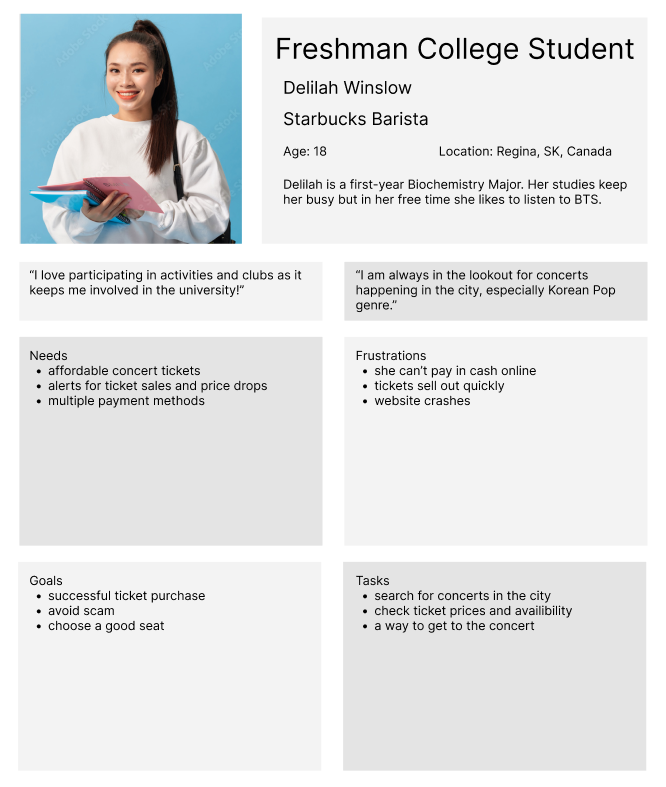 Freshman College Student
Delilah Winslow
Starbucks Barista
Age: 18
Location: Regina, SK, Canada
Delilah is a first-year Biochemistry Major. Her studies keep
her busy but in her free time she likes to listen to BTS.
“I love participating in activities and clubs as it
keeps me involved in the university!”
“I am always in the lookout for concerts
happening in the city, especially Korean Pop
genre.”
Needs
• affordable concert tickets
• alerts for ticket sales and price drops
• multiple payment methods
Frustrations
• she can’t pay in cash online
• tickets sell out quickly
• website crashes
Goals
• successful ticket purchase
• avoid scam
• choose a good seat
Tasks
• search for concerts in the city
• check ticket prices and availibility
• a way to get to the concert